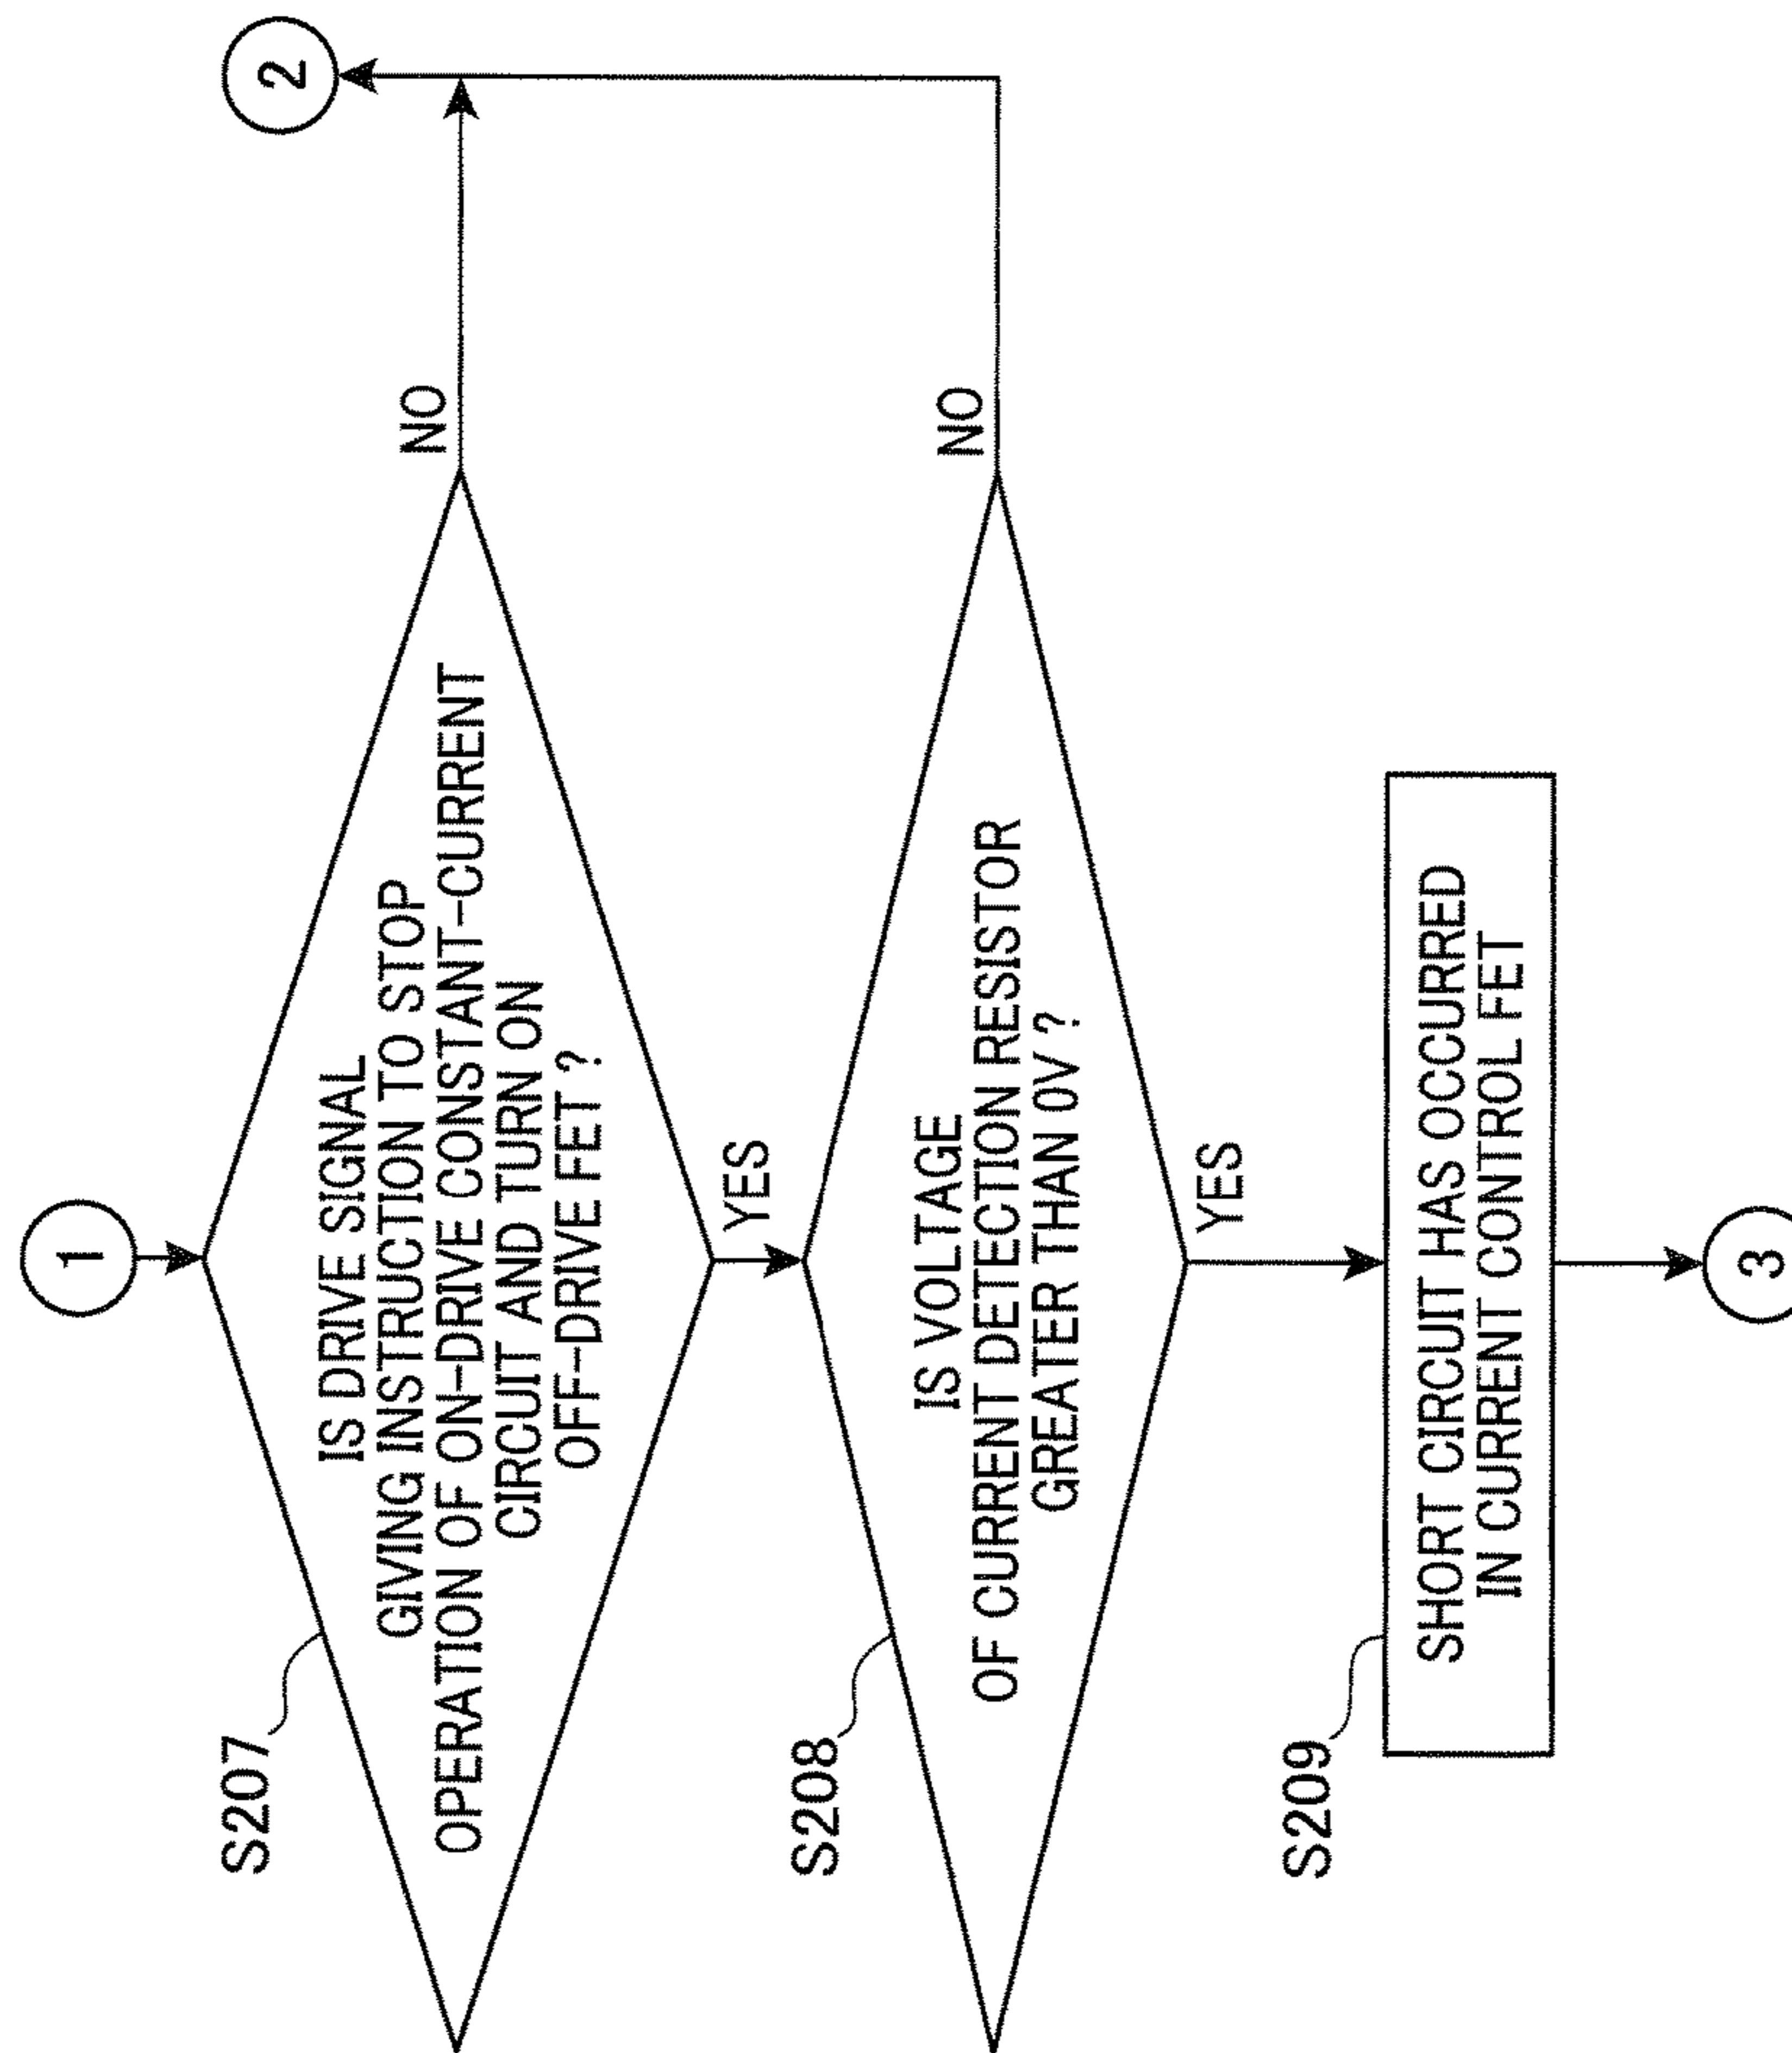 1
S207
IS DRIVE SIGNAL
GIVING INSTRUCTION TO STOP
OPERATION OF ON-DRIVE CONSTANT-CURRENT
CIRCUIT AND TURN ON
OFF-DRIVE FET ?
NO
2
YES
S208
IS VOLTAGE
OF CURRENT DETECTION RESISTOR
GREATER THAN 0V ?
NO
YES
S209
SHORT CIRCUIT HAS OCCURRED
IN CURRENT CONTROL FET
3